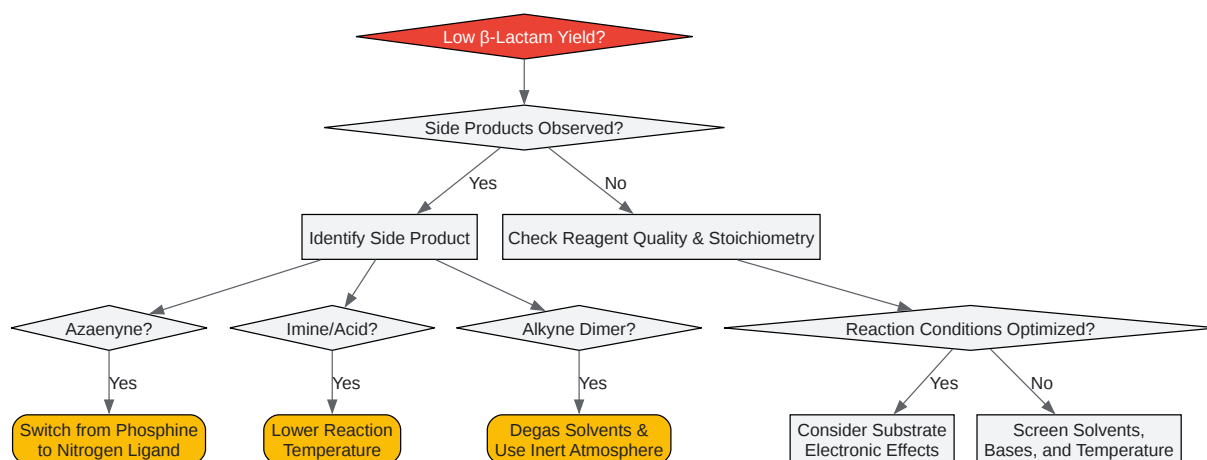 Low β-Lactam Yield?
Side Products Observed?
Yes
No
Identify Side Product
Check Reagent Quality & Stoichiometry
Azaenyne?
Imine/Acid?
Alkyne Dimer?
Reaction Conditions Optimized?
Yes
Yes
Yes
Yes
No
Switch from Phosphine
to Nitrogen Ligand
Lower Reaction
Temperature
Degas Solvents &
Use Inert Atmosphere
Consider Substrate
Electronic Effects
Screen Solvents,
Bases, and Temperature